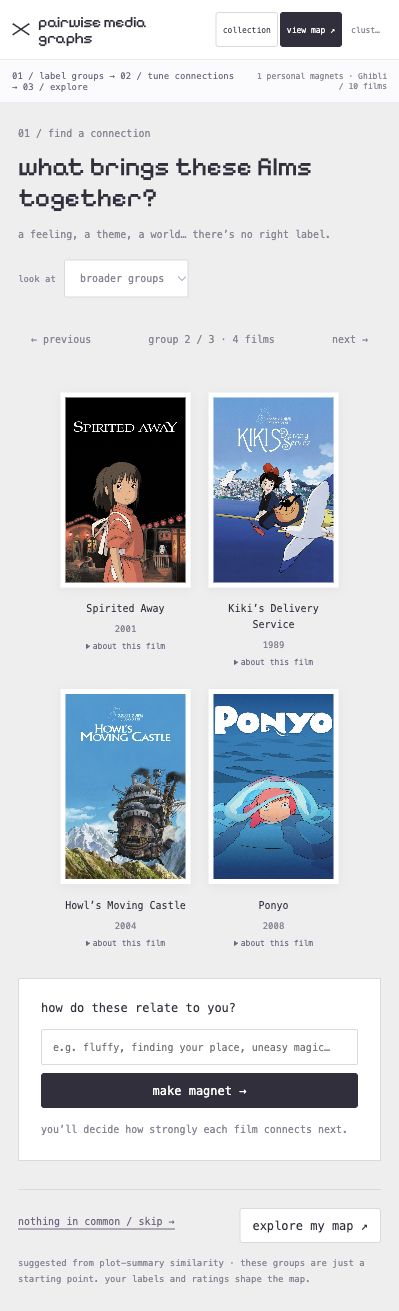 pairwise media
graphs
collection
view map ↗
clust…
01 / label groups → 02 / tune connections
→ 03 / explore
1 personal magnets · Ghibli
/ 10 films
01 / find a connection
what brings these films
together?
a feeling, a theme, a world… there's no right label.
look at
broader groups
← previous
group 2 / 3 · 4 films
next →
SPIRITED AWAY
KIKI'S Delivery
Service
Spirited Away
2001
▸ about this film
Kiki's Delivery
Service
1989
▸ about this film
HOWL'S
MOVING CASTLE
PONYO
Howl's Moving Castle
2004
▸ about this film
Ponyo
2008
▸ about this film
how do these relate to you?
e.g. fluffy, finding your place, uneasy magic…
make magnet →
you'll decide how strongly each film connects next.
nothing in common / skip →
explore my map ↗
suggested from plot-summary similarity · these groups are just a
starting point. your labels and ratings shape the map.